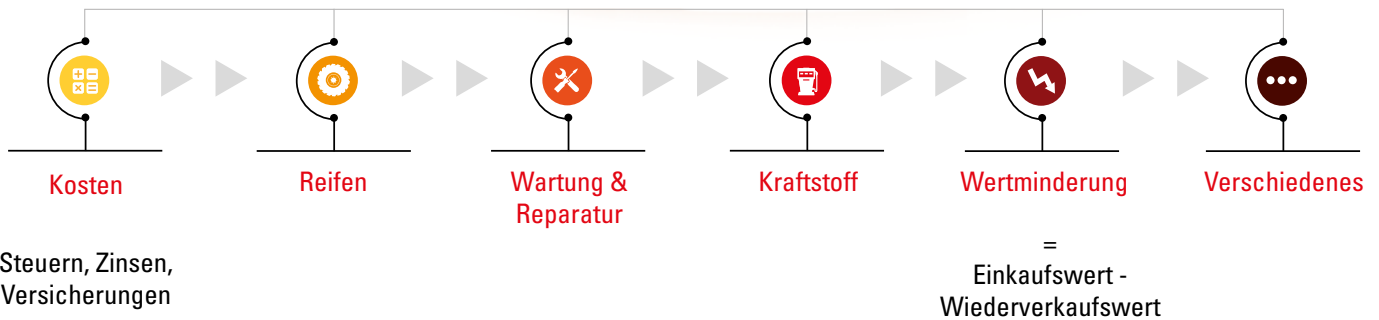 Kosten
Steuern, Zinsen,
Versicherungen
Reifen
Wartung &
Reparatur
Kraftstoff
Wertminderung
=
Einkaufswert -
Wiederverkaufswert
Verschiedenes